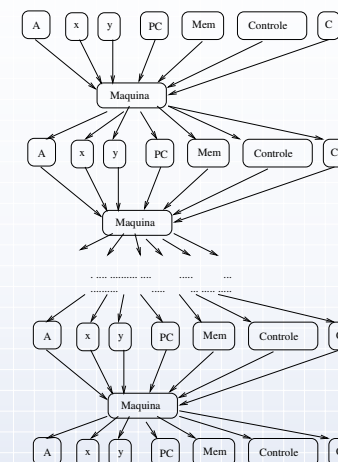 A x y PC Mem Controle C
Maquina
A x y PC Mem Controle C
Maquina
. .... .......... .... ..... ...
.......... ..... ... ..... .....
A x y PC Mem Controle
Maquina
A x y PC Mem Controle